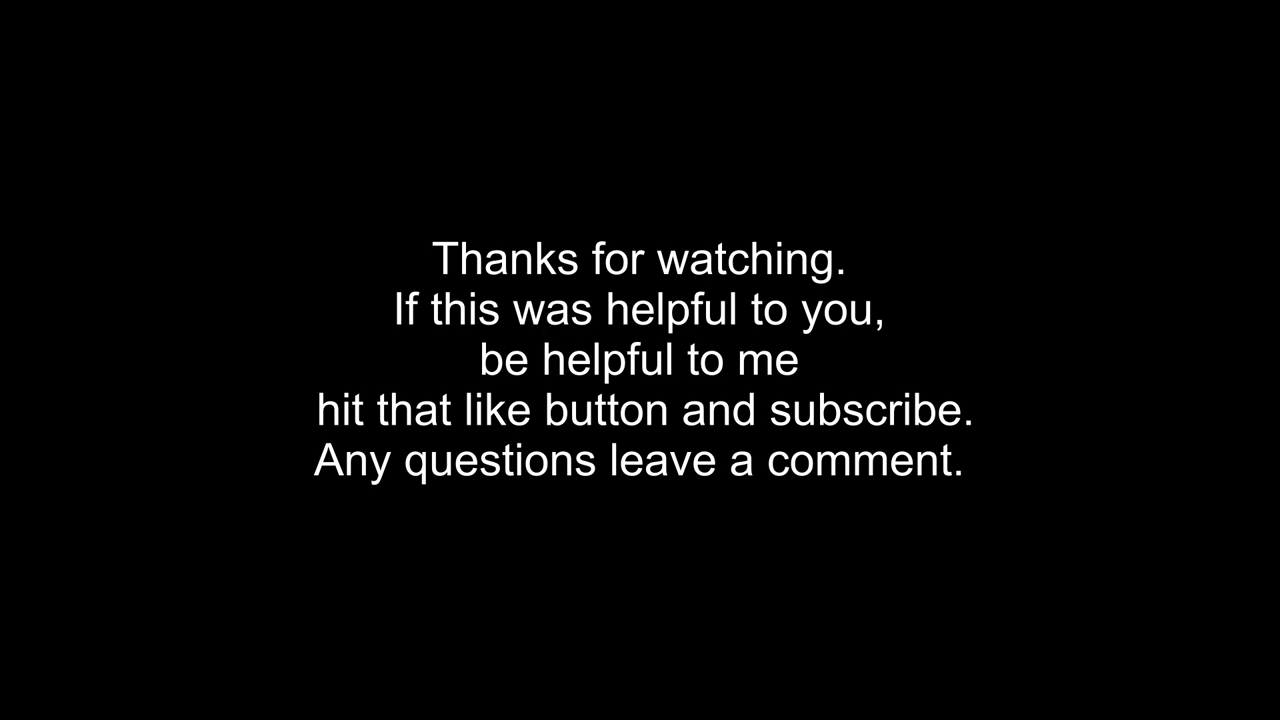 Thanks for watching.
If this was helpful to you,
be helpful to me
hit that like button and subscribe.
Any questions leave a comment.